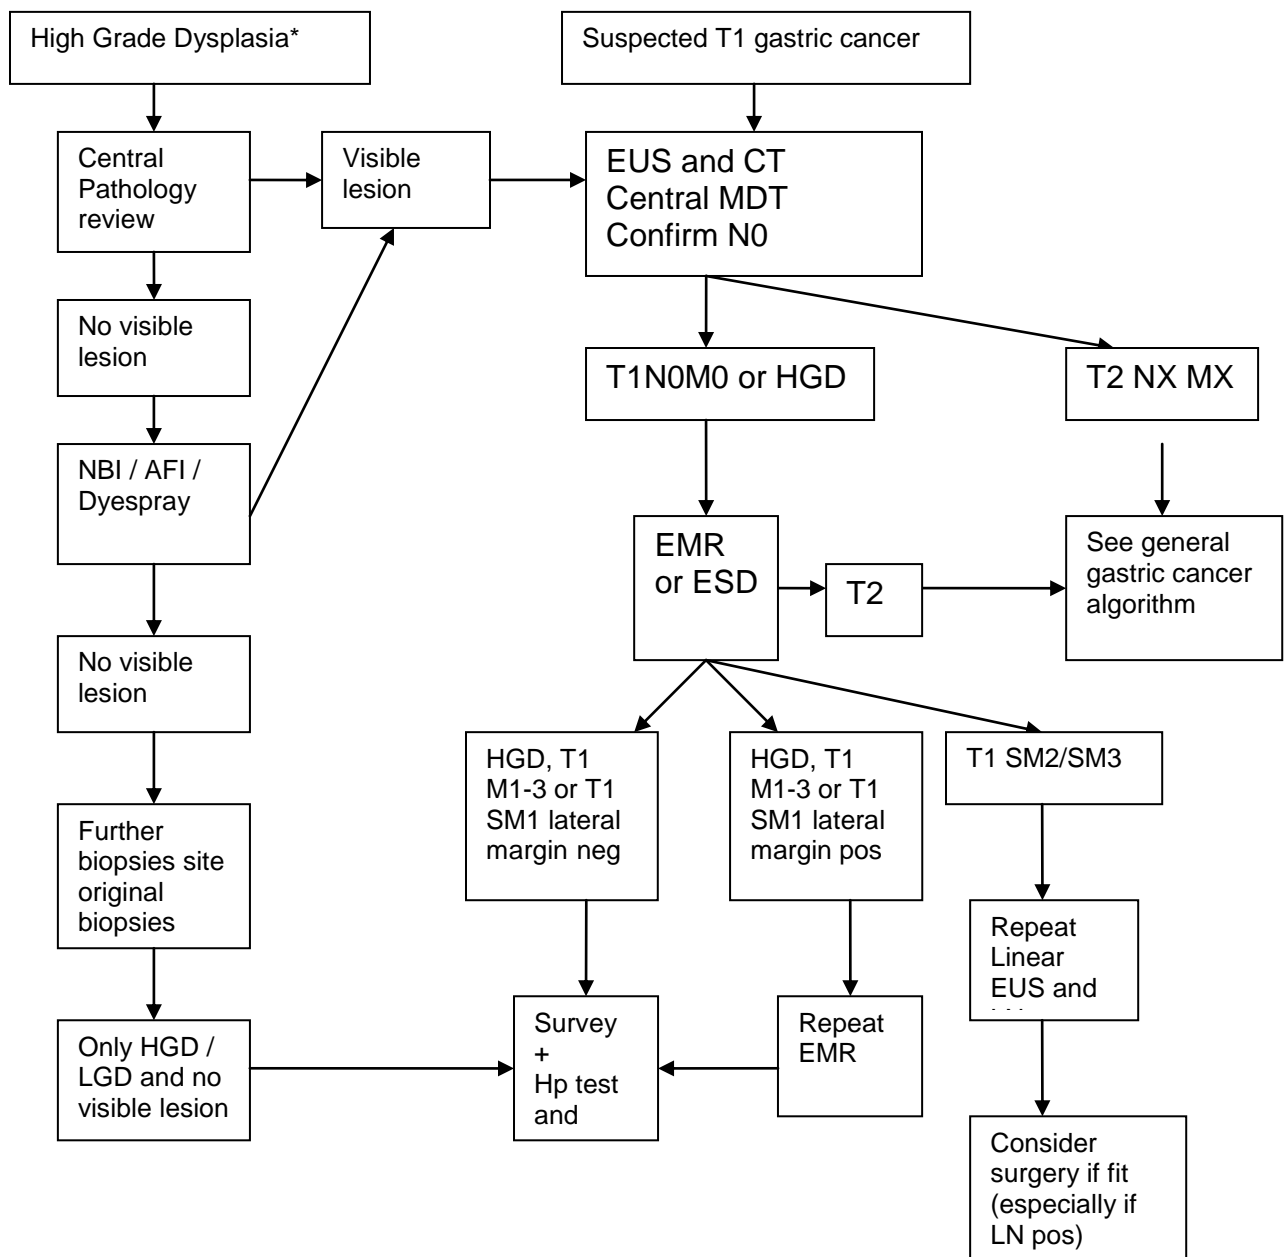 High Grade Dysplasia*
Suspected T1 gastric cancer
Central
Pathology
review
Visible
lesion
EUS and CT
Central MDT
Confirm N0
No visible
lesion
T1N0M0 or HGD
T2 NX MX
NBI / AFI /
Dyespray
EMR
or ESD
T2
See general
gastric cancer
algorithm
No visible
lesion
HGD, T1
M1-3 or T1
SM1 lateral
margin neg
HGD, T1
M1-3 or T1
SM1 lateral
margin pos
T1 SM2/SM3
Further
biopsies site
original
biopsies
Repeat
Linear
EUS and
Only HGD /
LGD and no
visible lesion
Survey
+
Hp test
and
Repeat
EMR
Consider
surgery if fit
(especially if
LN pos)